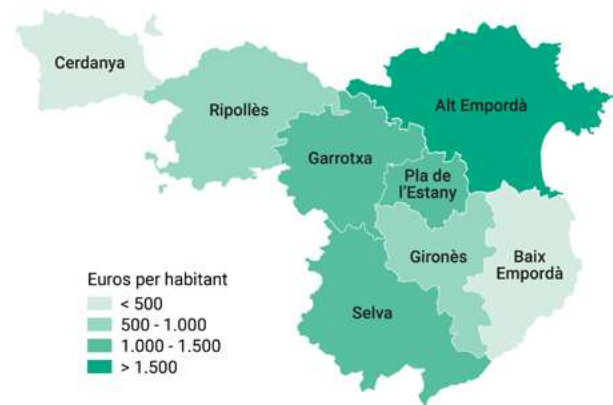 Cerdanya
Ripollès
Alt Empordà
Garrotxa
Pla de
l'Estany
Gironès
Baix
Empordà
Selva
Euros per habitant
< 500
500 - 1.000
1.000 - 1.500
> 1.500